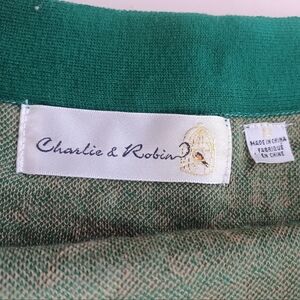 Charlie & Robin
MADE IN CHINA
FABRIQUÉ
EN CHINE